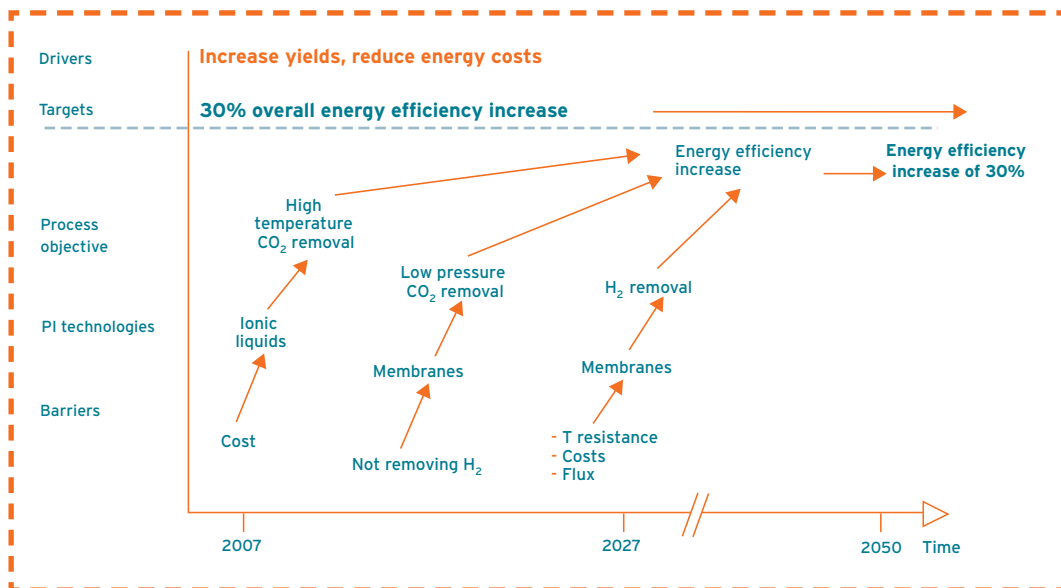 Drivers
Increase yields, reduce energy costs
Targets
30% overall energy efficiency increase
Energy efficiency
increase
Energy efficiency
increase of 30%
Process
objective
High
temperature
CO₂ removal
Low pressure
CO₂ removal
H₂ removal
PI technologies
Ionic
liquids
Membranes
Membranes
Barriers
Cost
Not removing H₂
- T resistance
- Costs
- Flux
2007
2027
2050
Time